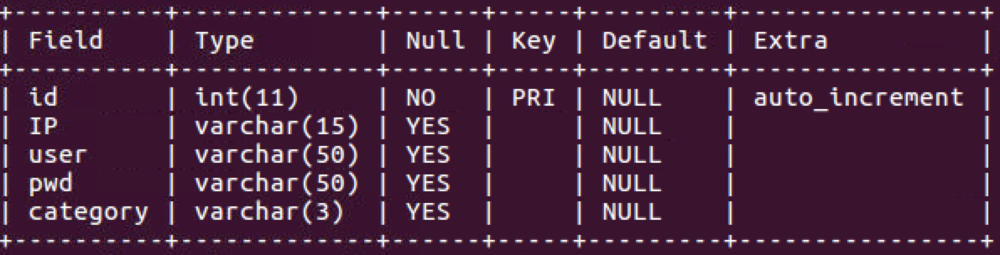 +----------+-------------+------+-----+---------+----------------+
| Field    | Type        | Null | Key | Default | Extra          |
+----------+-------------+------+-----+---------+----------------+
| id       | int(11)     | NO   | PRI | NULL    | auto_increment |
| IP       | varchar(15) | YES  |     | NULL    |                |
| user     | varchar(50) | YES  |     | NULL    |                |
| pwd      | varchar(50) | YES  |     | NULL    |                |
| category | varchar(3)  | YES  |     | NULL    |                |
+----------+-------------+------+-----+---------+----------------+